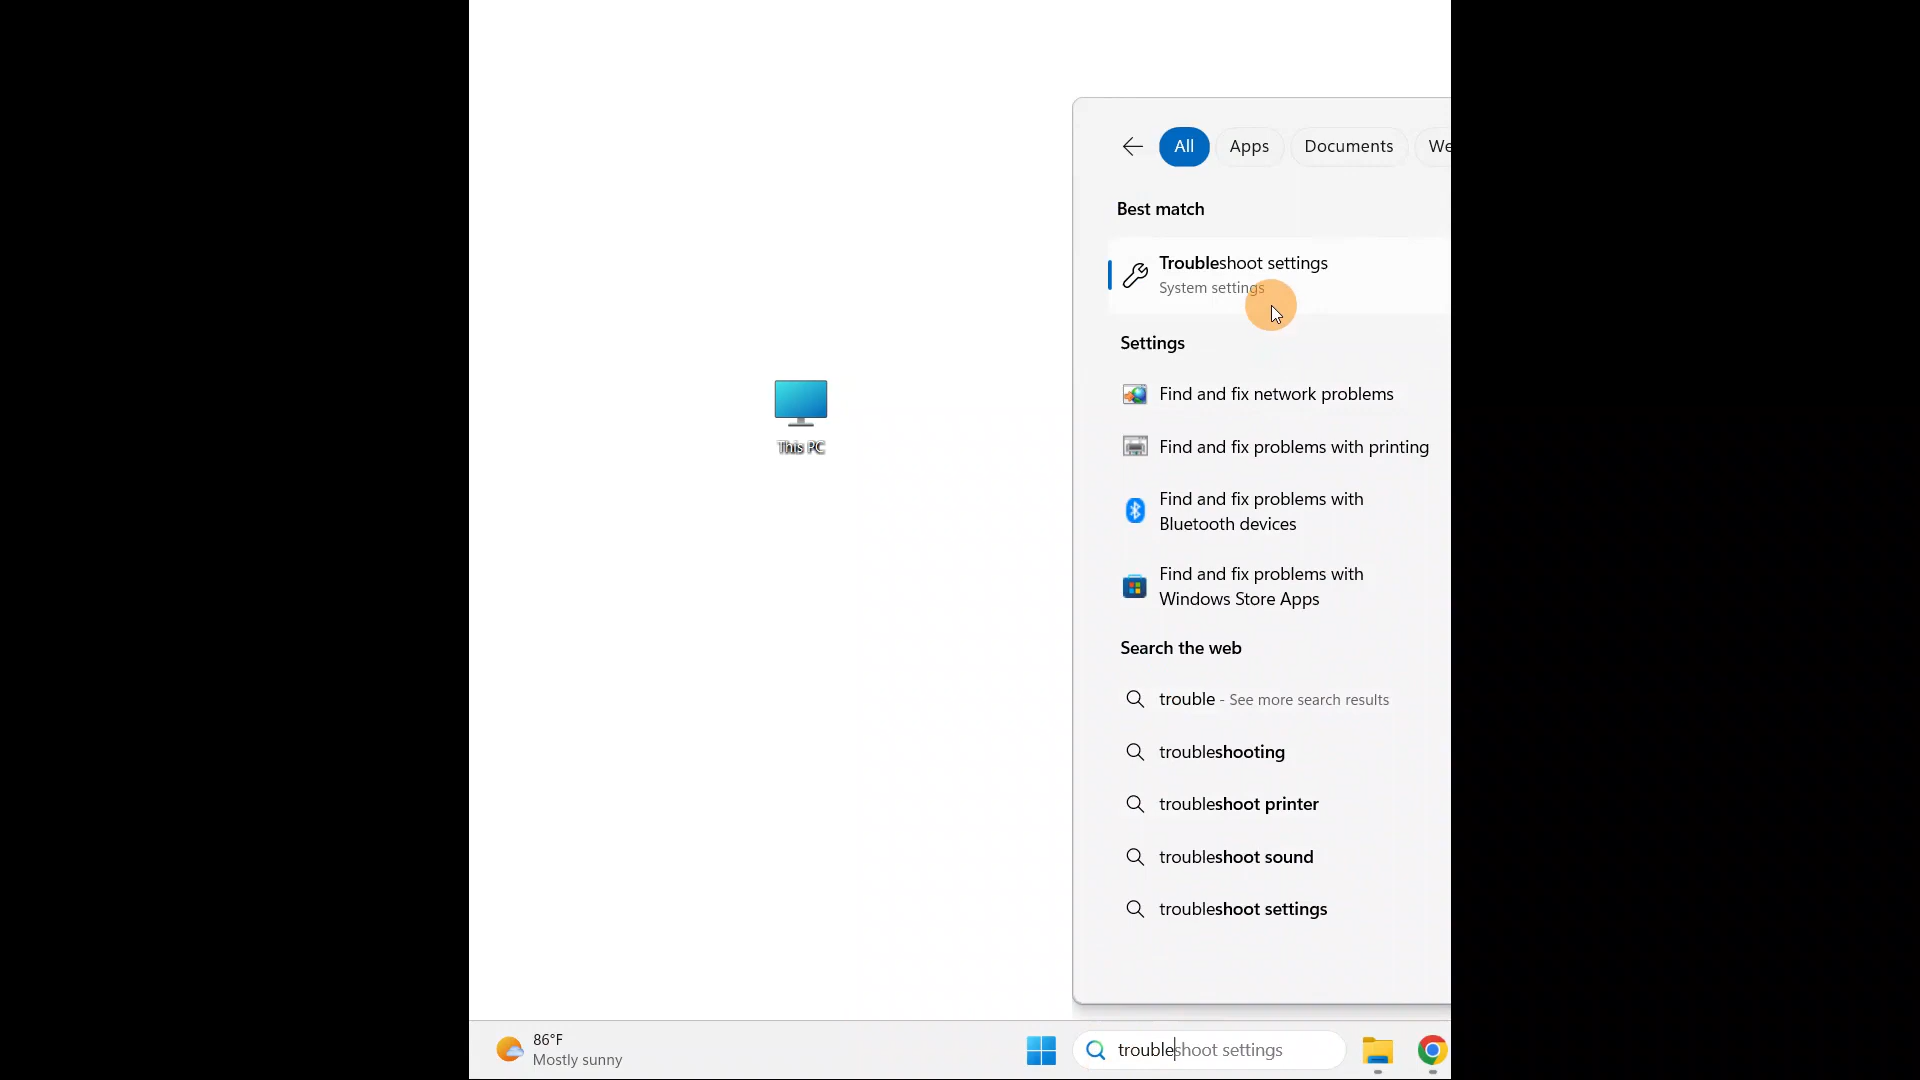 All Apps Documents We
Best match
Troubleshoot settings
System settings
Settings
Find and fix network problems
Find and fix problems with printing
Find and fix problems with
Bluetooth devices
Find and fix problems with
Windows Store Apps
Search the web
trouble - See more search results
troubleshooting
troubleshoot printer
troubleshoot sound
troubleshoot settings
This PC
86°F
Mostly sunny
troubleshoot settings